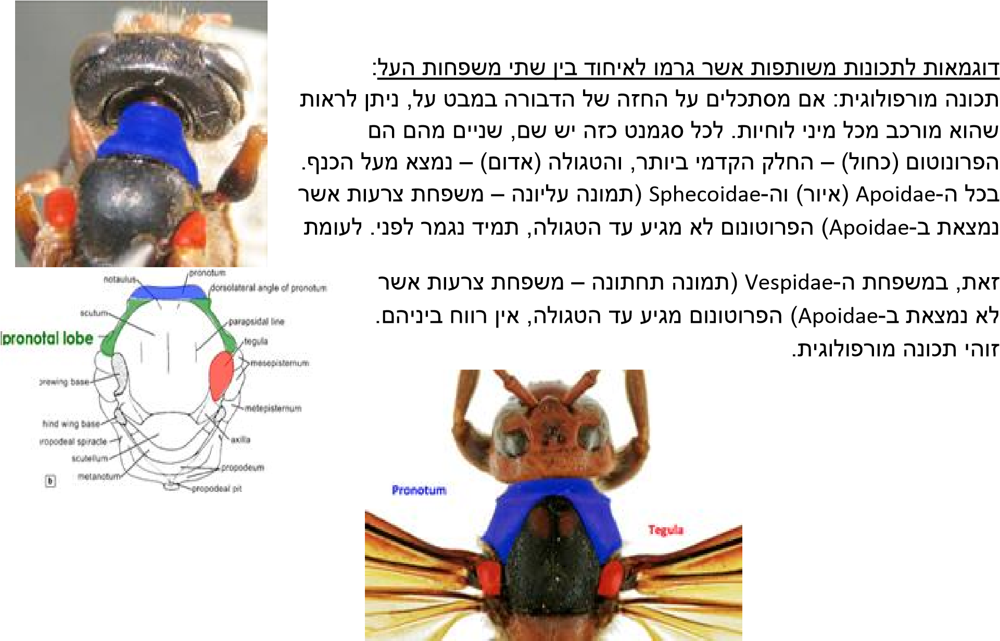 דוגמאות לתכונות משותפות אשר גרמו לאיחוד בין שתי משפחות העל:
תכונה מורפולוגית: אם מסתכלים על החזה של הדבורה במבט על, ניתן לראות
שהוא מורכב מכל מיני לוחיות. לכל סגמנט כזה יש שם, שניים מהם הם
הפרונוטום (כחול) – החלק הקדמי ביותר, והטגולה (אדום) – נמצא מעל הכנף.
בכל ה-Apoidae (איור) וה-Sphecoidae (תמונה עליונה – משפחת צרעות אשר
נמצאת ב-Apoidae) הפרוטונום לא מגיע עד הטגולה, תמיד נגמר לפני. לעומת
זאת, במשפחת ה-Vespidae (תמונה תחתונה – משפחת צרעות אשר
לא נמצאת ב-Apoidae) הפרוטונום מגיע עד הטגולה, אין רווח ביניהם.
זוהי תכונה מורפולוגית.
pronotum
notaulus
dorsolateral angle of pronotum
scutum
parapsidal line
pronotal lobe
tegula
mesepisternum
rewing base
metepisternum
hind wing base
ropodeal spiracle
axilla
scutellum
propodeum
metanotum
b
propodeal pit
Pronotum
Tegula